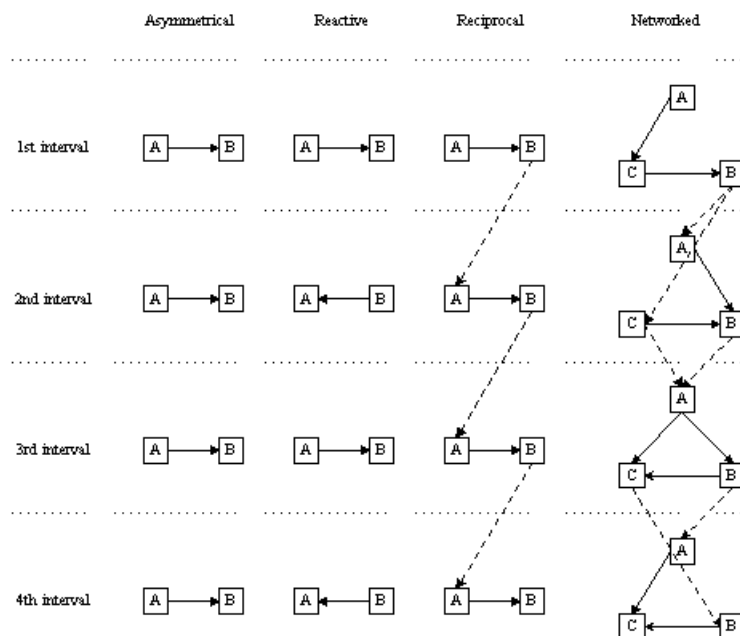 Asymmetrical Reactive Reciprocal Networked
A
1st interval A B A B A B
C B
A
2nd interval A B A B A B C B
A
3rd interval A B A B A B C B
A
4th interval A B A B A B
C B